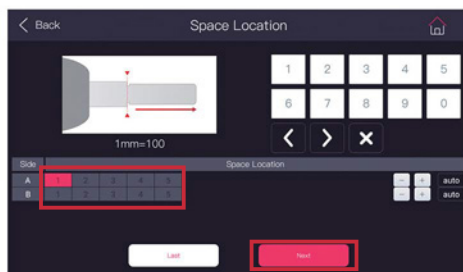 Back
Space Location
1 2 3 4 5
6 7 8 9 0
< > ×
1mm=100
Side Space Location
A 1 2 3 4 5 - + auto
B 1 2 3 4 5 - + auto
Last Next